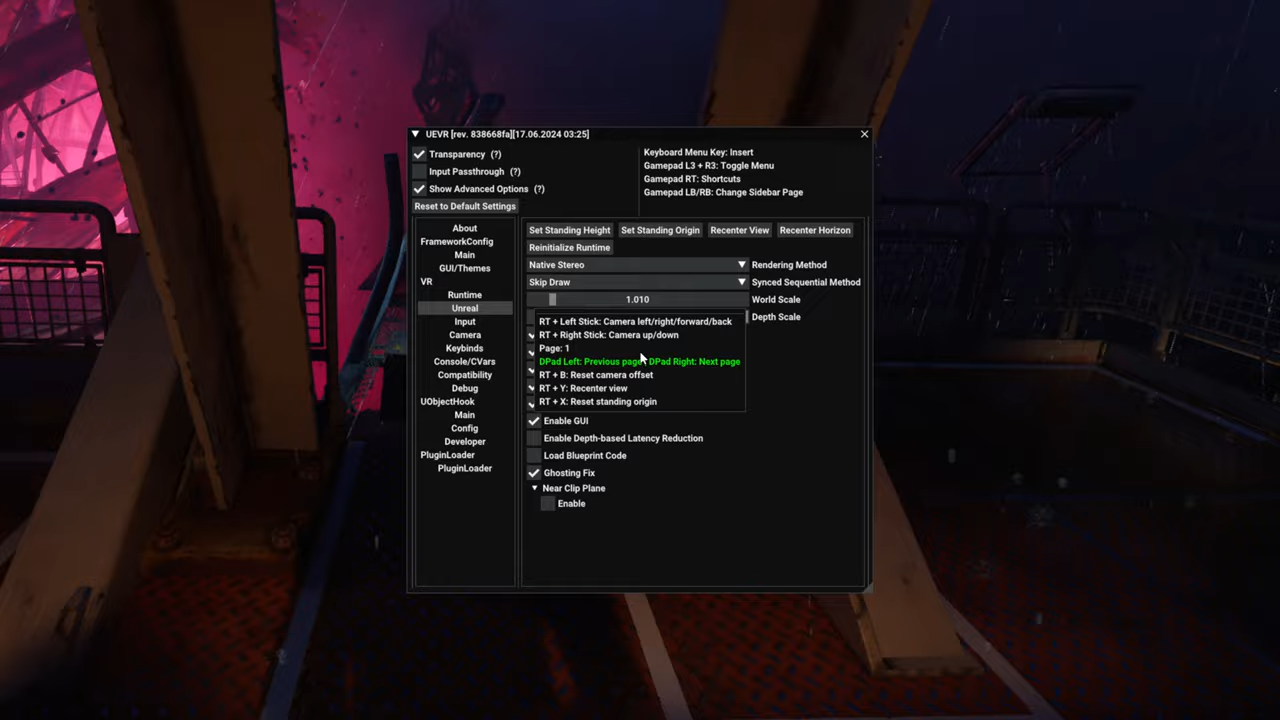 UEVR [rev. 838668fa][17.06.2024 03:25]
Transparency (?)
Input Passthrough (?)
Show Advanced Options (?)
Reset to Default Settings
Keyboard Menu Key: Insert
Gamepad L3 + R3: Toggle Menu
Gamepad RT: Shortcuts
Gamepad LB/RB: Change Sidebar Page
About
FrameworkConfig
Main
GUI/Themes
VR
Runtime
Unreal
Input
Camera
Keybinds
Console/CVars
Compatibility
Debug
UObjectHook
Main
Config
Developer
PluginLoader
PluginLoader
Set Standing Height Set Standing Origin Recenter View Recenter Horizon
Reinitialize Runtime
Native Stereo Rendering Method
Skip Draw Synced Sequential Method
1.010 World Scale
Depth Scale
RT + Left Stick: Camera left/right/forward/back
RT + Right Stick: Camera up/down
Page: 1
DPad Left: Previous page DPad Right: Next page
RT + B: Reset camera offset
RT + Y: Recenter view
RT + X: Reset standing origin
Enable GUI
Enable Depth-based Latency Reduction
Load Blueprint Code
Ghosting Fix
Near Clip Plane
Enable